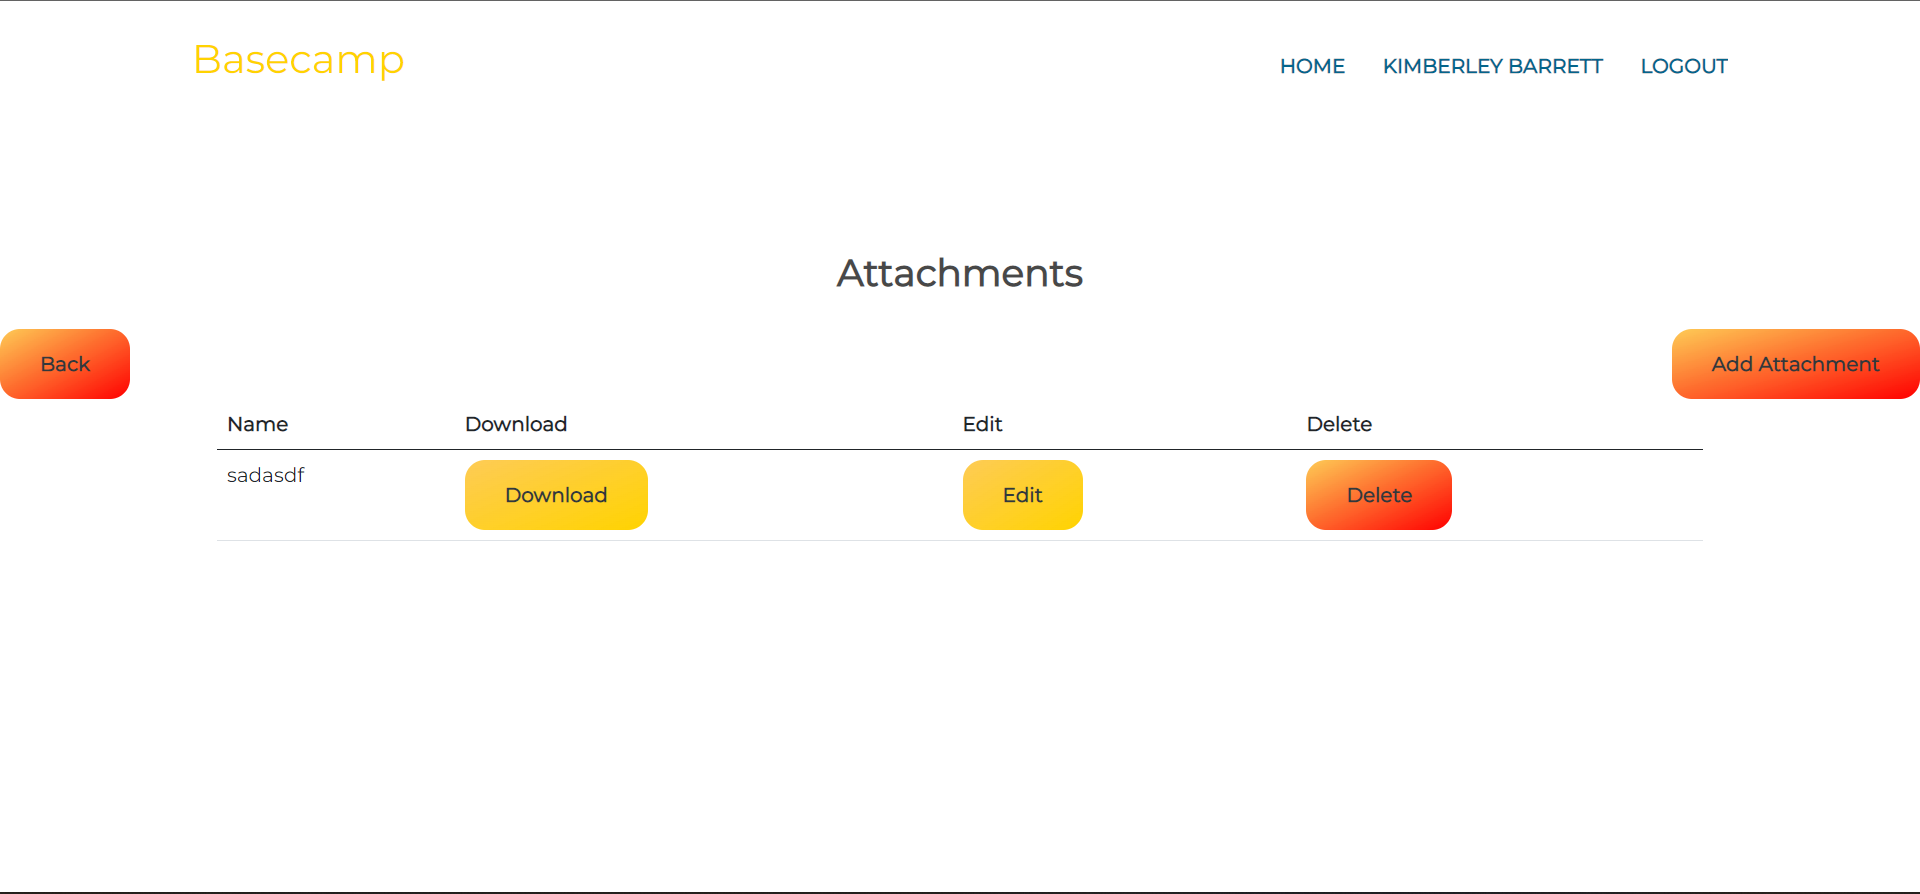 Basecamp
HOME KIMBERLEY BARRETT LOGOUT
Attachments
Back Add Attachment
Name Download Edit Delete
sadasdf Download Edit Delete